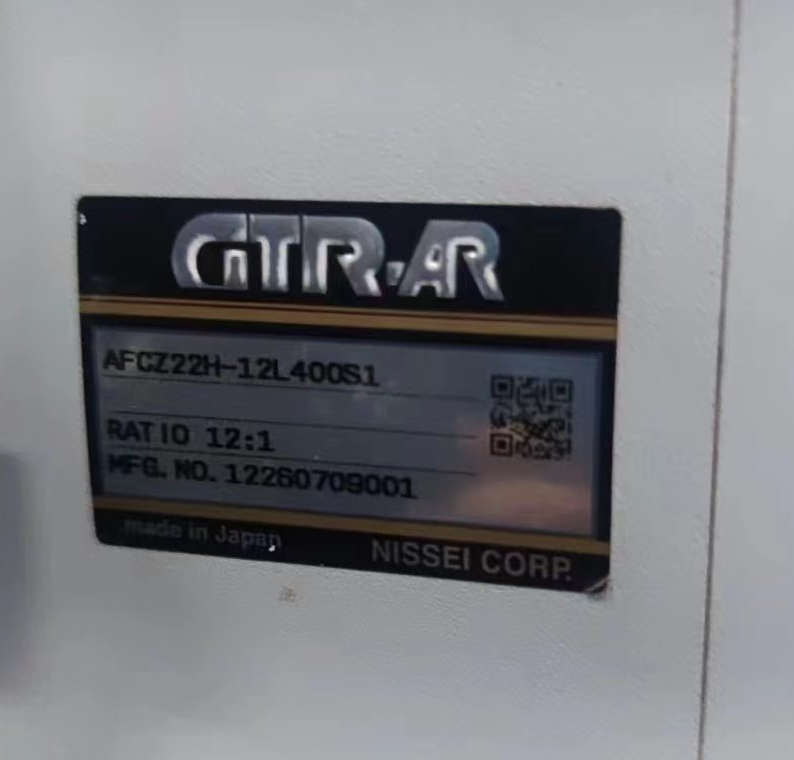 GTR-AR
AFCZ22H-12L400S1
RATIO 12:1
MFG. NO. 12260709001
made in Japan
NISSEI CORP.